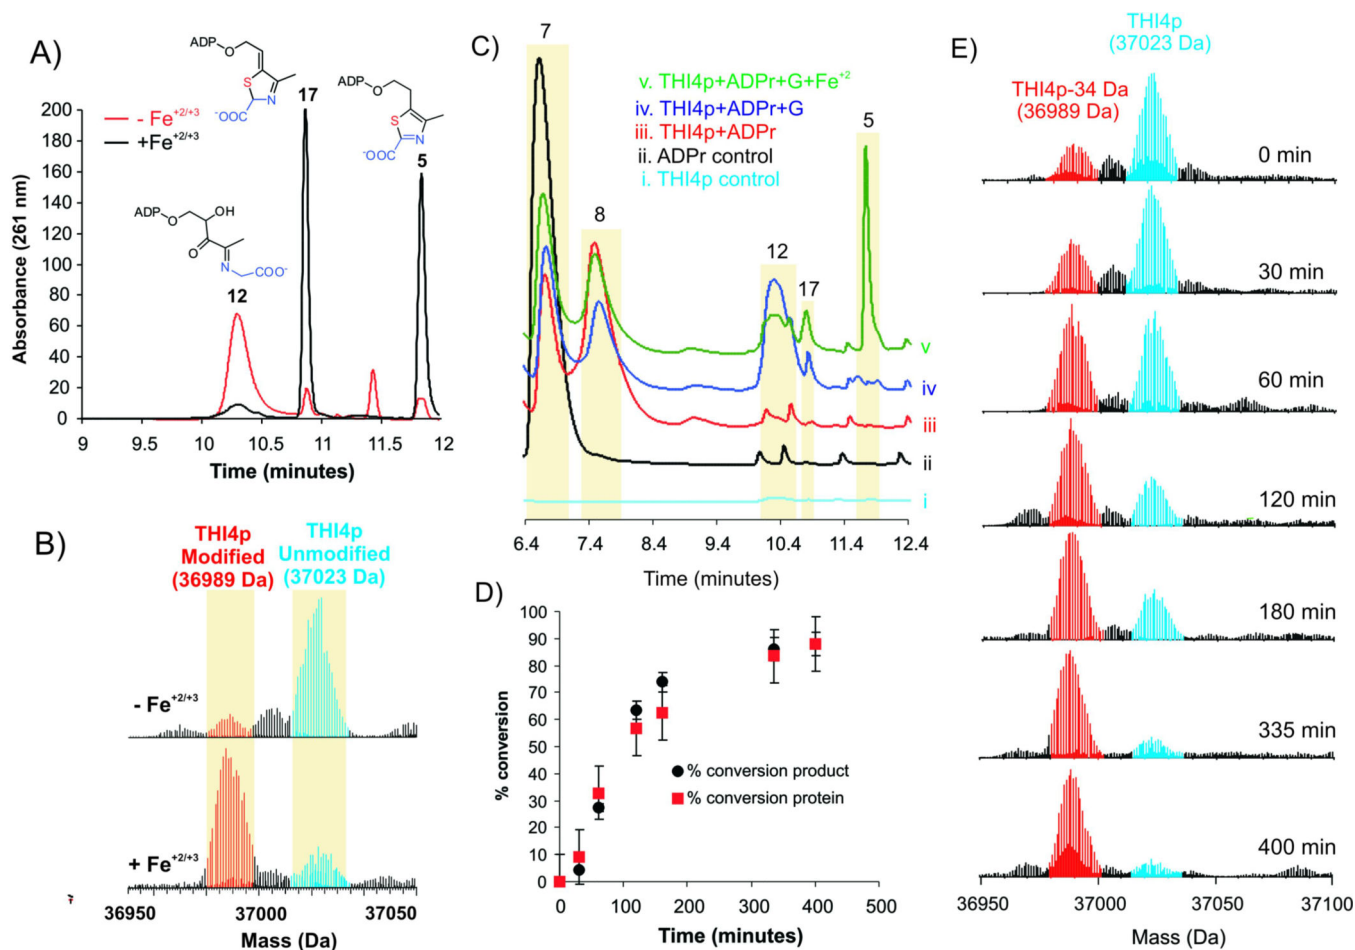 A)
ADP
O
S
N
-OOC
17
ADP
O
S
N
-OOC
5
- Fe+2/+3
+Fe+2/+3
ADP
O
OH
O
N
COO-
12
Absorbance (261 nm)
200
180
160
140
120
100
80
60
40
20
0
9 9.5 10 10.5 11 11.5 12
Time (minutes)
B)
THI4p
Modified
(36989 Da)
THI4p
Unmodified
(37023 Da)
- Fe+2/+3
+ Fe+2/+3
36950 37000 37050
Mass (Da)
C)
7
8
12
17
5
v. THI4p+ADPr+G+Fe+2
iv. THI4p+ADPr+G
iii. THI4p+ADPr
ii. ADPr control
i. THI4p control
v
iv
iii
ii
i
6.4 7.4 8.4 9.4 10.4 11.4 12.4
Time (minutes)
D)
% conversion
100
90
80
70
60
50
40
30
20
10
0
% conversion product
% conversion protein
0 100 200 300 400 500
Time (minutes)
E)
THI4p
(37023 Da)
THI4p-34 Da
(36989 Da)
0 min
30 min
60 min
120 min
180 min
335 min
400 min
36950 37000 37050 37100
Mass (Da)